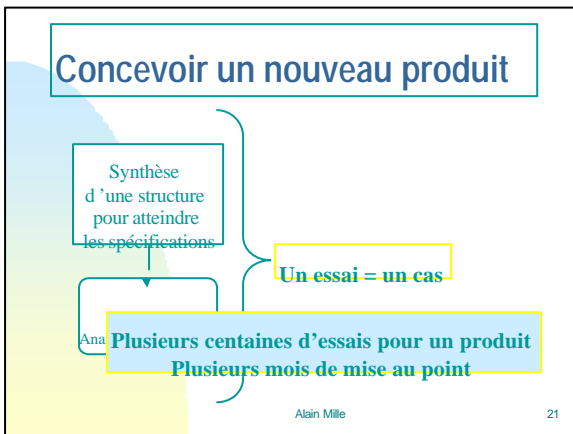 Concevoir un nouveau produit
Synthèse
d 'une structure
pour atteindre
les spécifications
Un essai = un cas
Ana
Plusieurs centaines d'essais pour un produit
Plusieurs mois de mise au point
Alain Mille
21